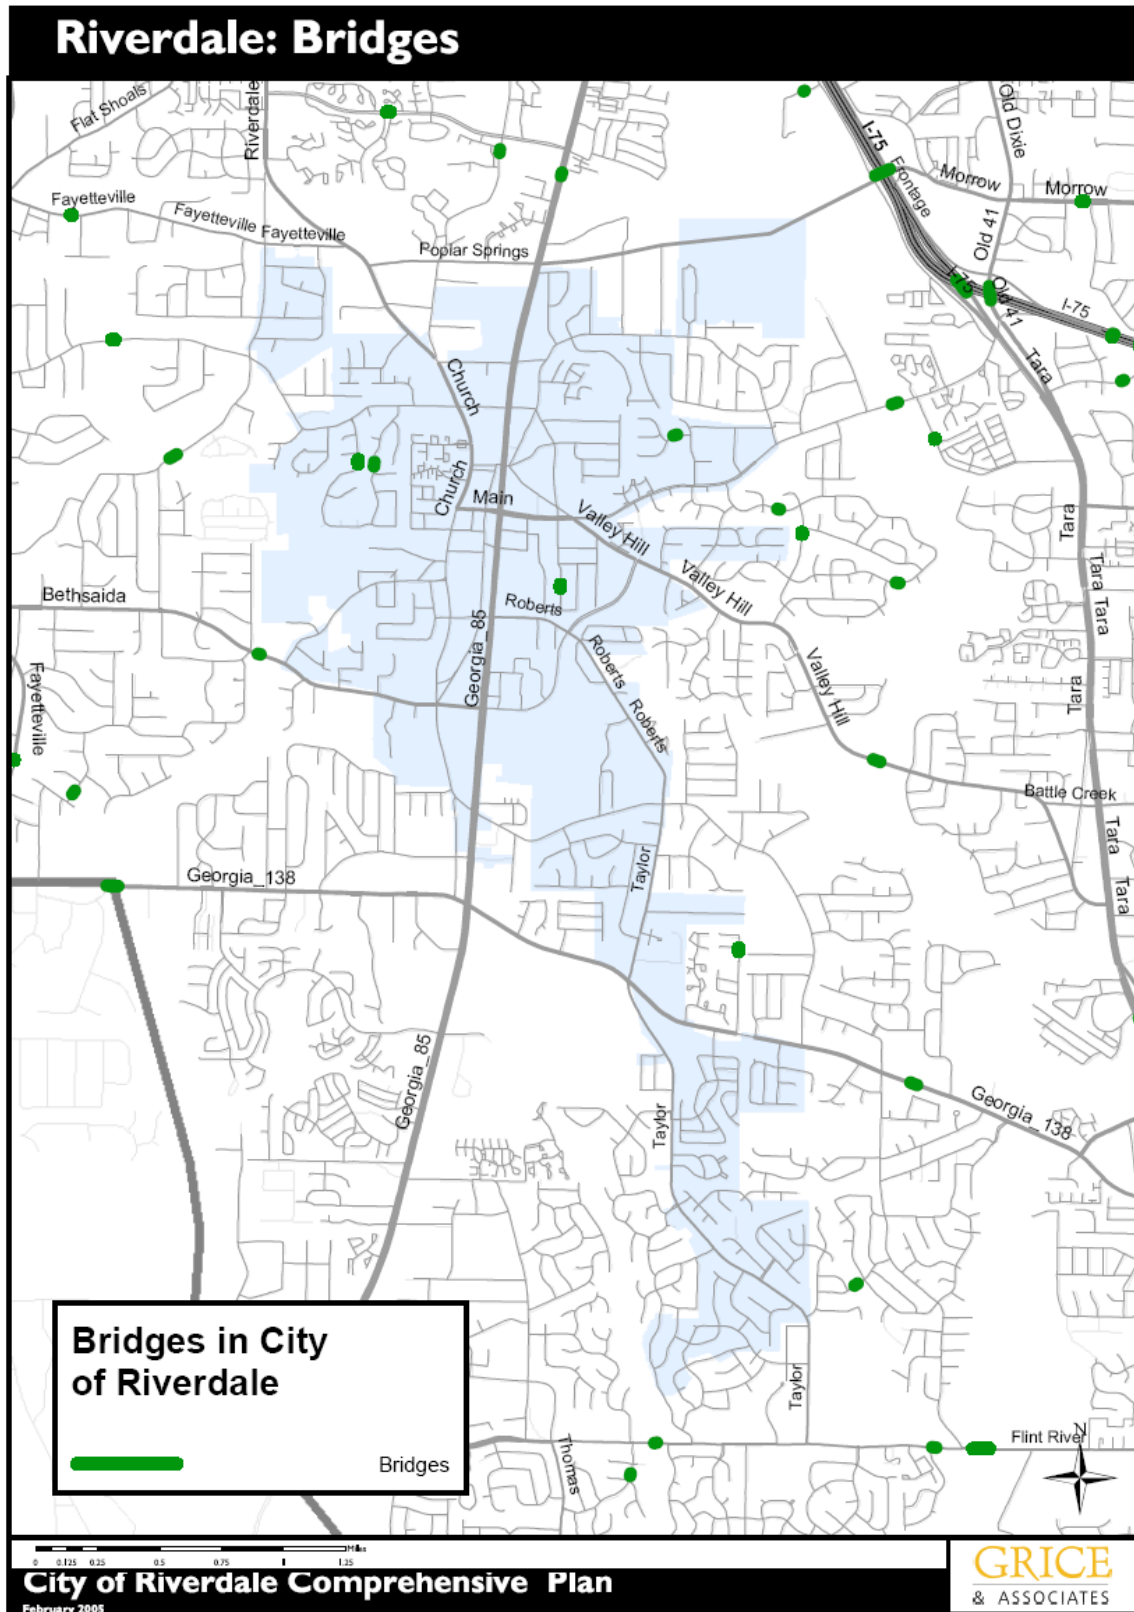 Riverdale: Bridges
Flat Shoals
Riverdale
I-75
Old Dixie
Frontage
Morrow
Morrow
Fayetteville
Fayetteville Fayetteville
Old 41
Poplar Springs
I-75
Old 41
I-75
Tara
Church
Church
Main
Valley Hill
Tara
Valley Hill
Tara Tara
Bethsaida
Roberts
Georgia_85
Roberts
Valley Hill
Fayetteville
Tara
Roberts
Battle Creek
Tara
Taylor
Georgia_138
Tara
Georgia_85
Georgia_138
Taylor
Bridges in City
of Riverdale
Bridges
Taylor
Thomas
Flint River
N
Miles
0 0.125 0.25 0.5 0.75 1 1.25
City of Riverdale Comprehensive Plan
February 2005
GRICE
& ASSOCIATES